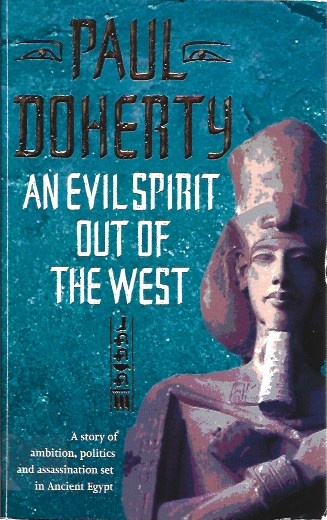 PAUL
DOHERTY
AN EVIL SPIRIT
OUT OF
THE WEST
A story of
ambition, politics
and assassination set
in Ancient Egypt